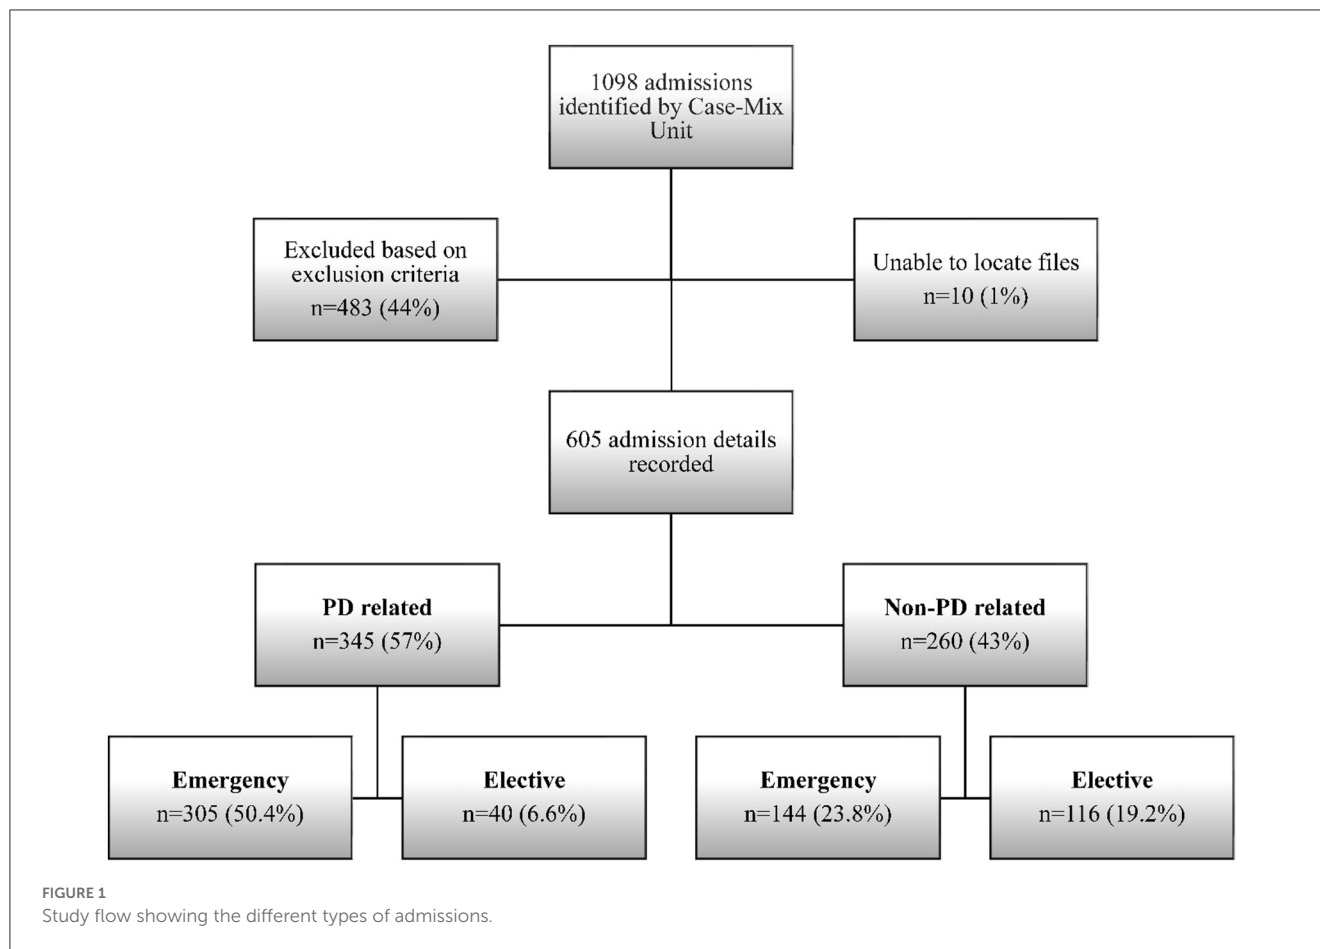 1098 admissions
identified by Case-Mix
Unit
Excluded based on
exclusion criteria
n=483 (44%)
Unable to locate files
n=10 (1%)
605 admission details
recorded
PD related
n=345 (57%)
Non-PD related
n=260 (43%)
Emergency
n=305 (50.4%)
Elective
n=40 (6.6%)
Emergency
n=144 (23.8%)
Elective
n=116 (19.2%)
FIGURE 1
Study flow showing the different types of admissions.